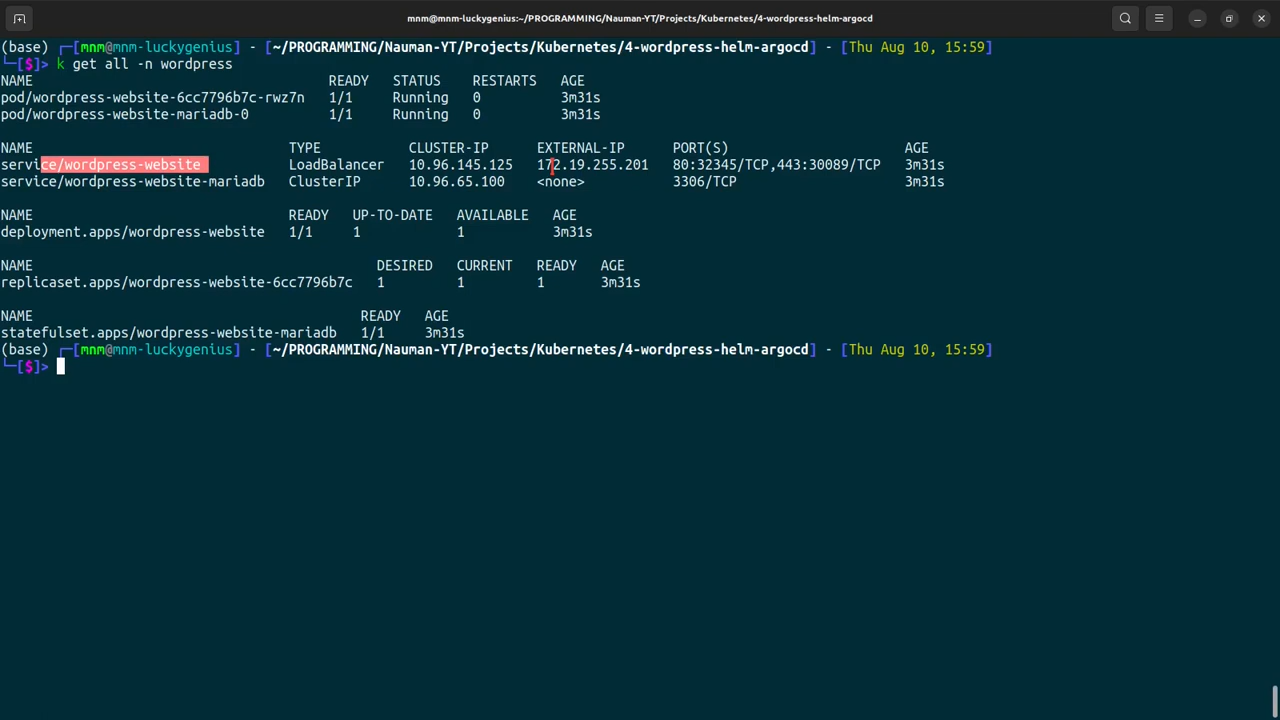 mnm@mnm-luckygenius:~/PROGRAMMING/Nauman-YT/Projects/Kubernetes/4-wordpress-helm-argocd
(base) ┌─[mnm@mnm-luckygenius] - [~/PROGRAMMING/Nauman-YT/Projects/Kubernetes/4-wordpress-helm-argocd] - [Thu Aug 10, 15:59]
└─[$]> k get all -n wordpress
NAME READY STATUS RESTARTS AGE
pod/wordpress-website-6cc7796b7c-rwz7n 1/1 Running 0 3m31s
pod/wordpress-website-mariadb-0 1/1 Running 0 3m31s
NAME TYPE CLUSTER-IP EXTERNAL-IP PORT(S) AGE
service/wordpress-website LoadBalancer 10.96.145.125 172.19.255.201 80:32345/TCP,443:30089/TCP 3m31s
service/wordpress-website-mariadb ClusterIP 10.96.65.100 <none> 3306/TCP 3m31s
NAME READY UP-TO-DATE AVAILABLE AGE
deployment.apps/wordpress-website 1/1 1 1 3m31s
NAME DESIRED CURRENT READY AGE
replicaset.apps/wordpress-website-6cc7796b7c 1 1 1 3m31s
NAME READY AGE
statefulset.apps/wordpress-website-mariadb 1/1 3m31s
(base) ┌─[mnm@mnm-luckygenius] - [~/PROGRAMMING/Nauman-YT/Projects/Kubernetes/4-wordpress-helm-argocd] - [Thu Aug 10, 15:59]
└─[$]>